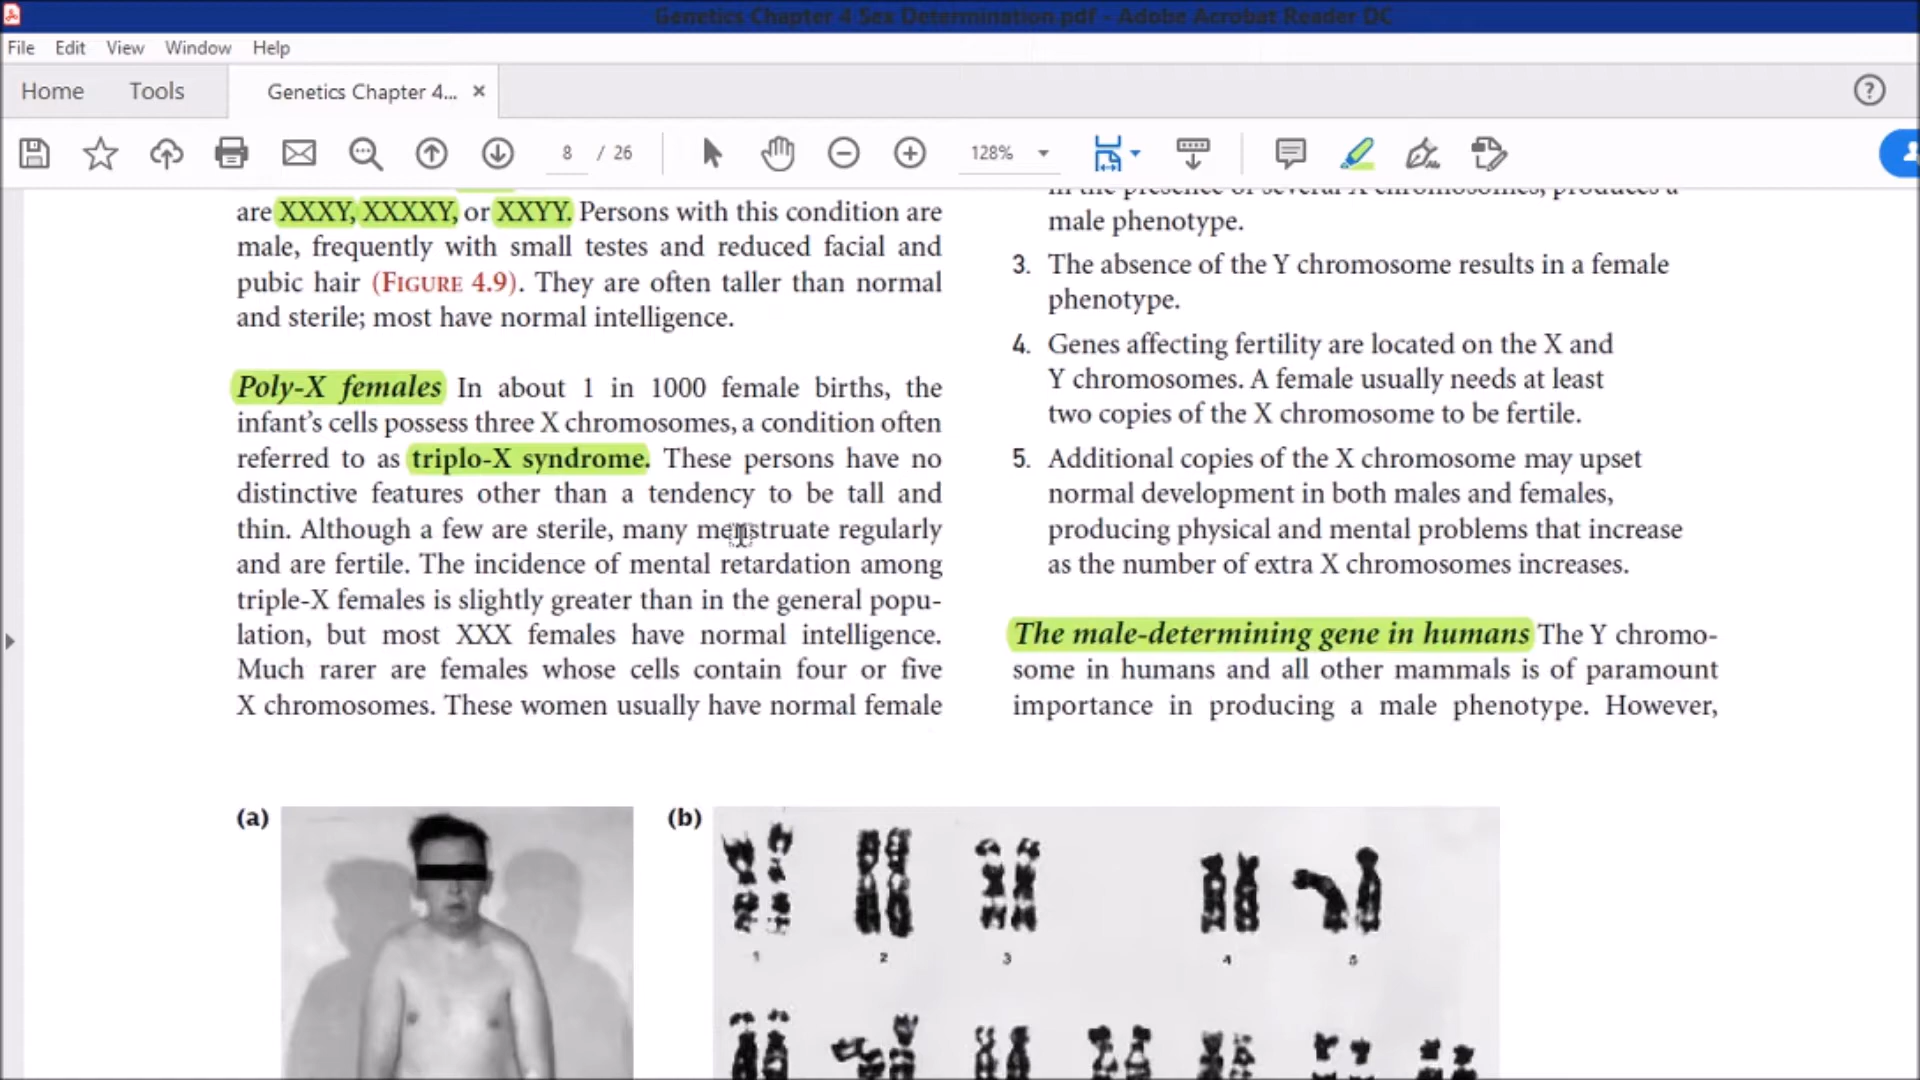 Genetics Chapter 4 Sex Determination.pdf - Adobe Acrobat Reader DC
File Edit View Window Help
Home Tools Genetics Chapter 4... ×
8 / 26 128%
are XXXY, XXXXY, or XXYY. Persons with this condition are
male, frequently with small testes and reduced facial and
pubic hair (FIGURE 4.9). They are often taller than normal
and sterile; most have normal intelligence.
Poly-X females In about 1 in 1000 female births, the
infant's cells possess three X chromosomes, a condition often
referred to as triplo-X syndrome. These persons have no
distinctive features other than a tendency to be tall and
thin. Although a few are sterile, many menstruate regularly
and are fertile. The incidence of mental retardation among
triple-X females is slightly greater than in the general popu-
lation, but most XXX females have normal intelligence.
Much rarer are females whose cells contain four or five
X chromosomes. These women usually have normal female
in the presence of several X chromosomes, produces a
male phenotype.
3. The absence of the Y chromosome results in a female
phenotype.
4. Genes affecting fertility are located on the X and
Y chromosomes. A female usually needs at least
two copies of the X chromosome to be fertile.
5. Additional copies of the X chromosome may upset
normal development in both males and females,
producing physical and mental problems that increase
as the number of extra X chromosomes increases.
The male-determining gene in humans The Y chromo-
some in humans and all other mammals is of paramount
importance in producing a male phenotype. However,
(a)
(b)
1 2 3 4 5